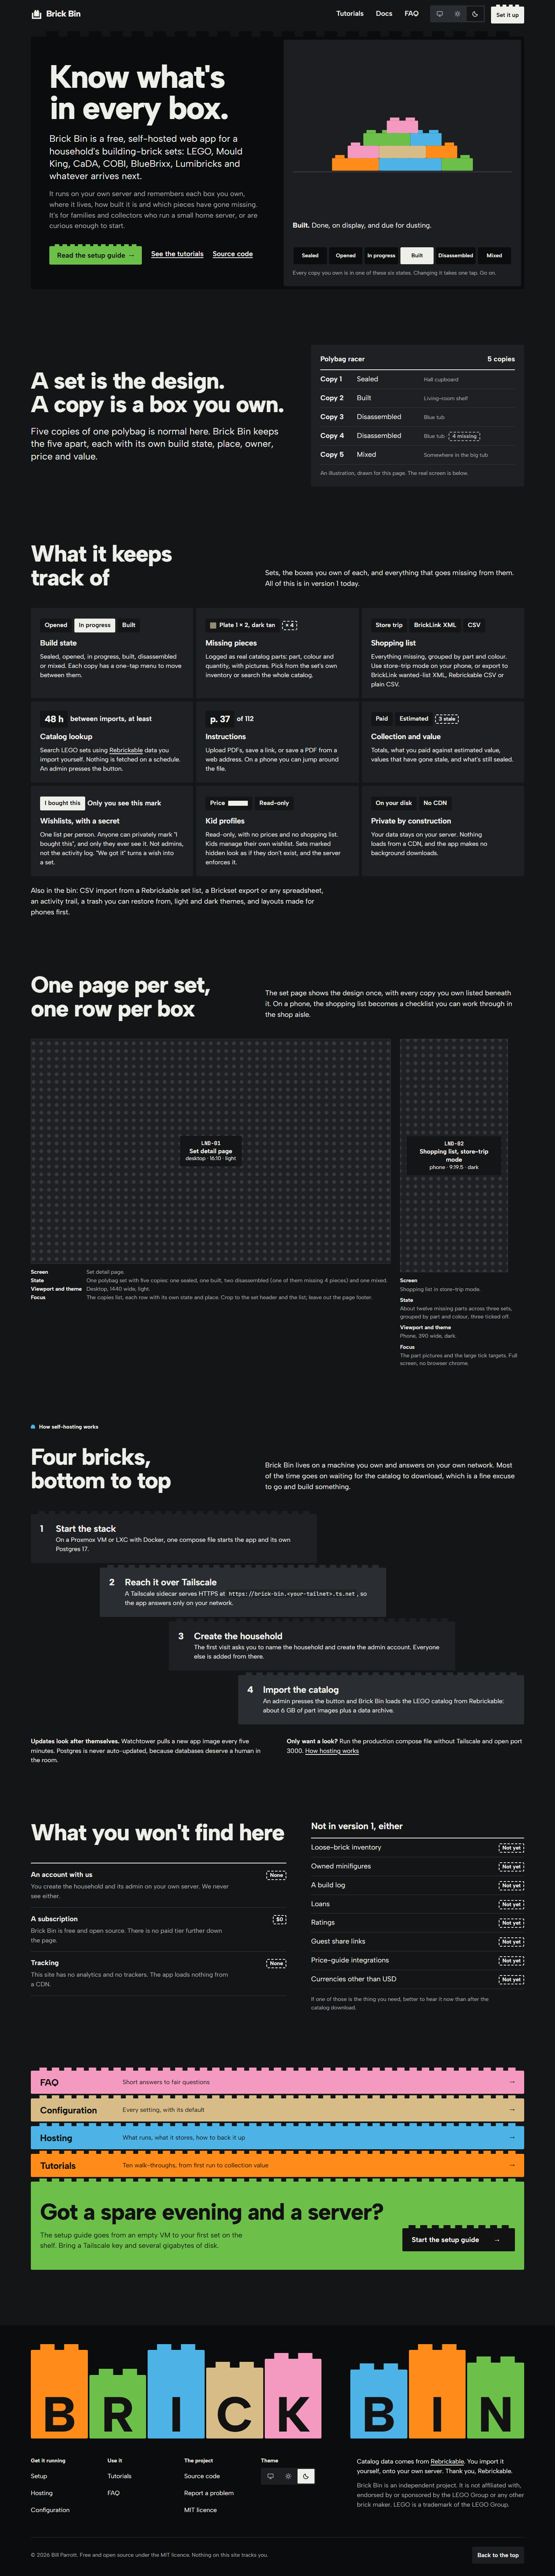 Brick Bin
Tutorials Docs FAQ Set it up
Know what's
in every box.
Brick Bin is a free, self-hosted web app for a
household's building-brick sets: LEGO, Mould
King, CaDA, COBI, BlueBrixx, Lumibricks and
whatever arrives next.
It runs on your own server and remembers each box you own,
where it lives, how built it is and which pieces have gone missing.
It's for families and collectors who run a small home server, or are
curious enough to start.
Read the setup guide →
See the tutorials
Source code
Built. Done, on display, and due for dusting.
Sealed Opened In progress Built Disassembled Mixed
Every copy you own is in one of these six states. Changing it takes one tap. Go on.
A set is the design.
A copy is a box you own.
Five copies of one polybag is normal here. Brick Bin keeps
the five apart, each with its own build state, place, owner,
price and value.
Polybag racer 5 copies
Copy 1 Sealed Hall cupboard
Copy 2 Built Living-room shelf
Copy 3 Disassembled Blue tub
Copy 4 Disassembled Blue tub 4 missing
Copy 5 Mixed Somewhere in the big tub
An illustration, drawn for this page. The real screen is below.
What it keeps
track of
Sets, the boxes you own of each, and everything that goes missing from them.
All of this is in version 1 today.
Opened In progress Built
Build state
Sealed, opened, in progress, built, disassembled
or mixed. Each copy has a one-tap menu to move
between them.
Plate 1 × 2, dark tan × 4
Missing pieces
Logged as real catalog parts: part, colour and
quantity, with pictures. Pick from the set's own
inventory or search the whole catalog.
Store trip BrickLink XML CSV
Shopping list
Everything missing, grouped by part and colour.
Use store-trip mode on your phone, or export to
BrickLink wanted-list XML, Rebrickable CSV or
plain CSV.
48 h between imports, at least
Catalog lookup
Search LEGO sets using Rebrickable data you
import yourself. Nothing is fetched on a schedule.
An admin presses the button.
p. 37 of 112
Instructions
Upload PDFs, save a link, or save a PDF from a
web address. On a phone you can jump around
the file.
Paid Estimated 3 stale
Collection and value
Totals, what you paid against estimated value,
values that have gone stale, and what's still sealed.
I bought this Only you see this mark
Wishlists, with a secret
One list per person. Anyone can privately mark "I
bought this", and only they ever see it. Not admins,
not the activity log. "We got it" turns a wish into
a set.
Price Read-only
Kid profiles
Read-only, with no prices and no shopping list.
Kids manage their own wishlist. Sets marked
hidden look as if they don't exist, and the server
enforces it.
On your disk No CDN
Private by construction
Your data stays on your server. Nothing
loads from a CDN, and the app makes no
background downloads.
Also in the bin: CSV import from a Rebrickable set list, a Brickset export or any spreadsheet,
an activity trail, a trash you can restore from, light and dark themes, and layouts made for
phones first.
One page per set,
one row per box
The set page shows the design once, with every copy you own listed beneath
it. On a phone, the shopping list becomes a checklist you can work through in
the shop aisle.
LND-01
Set detail page
desktop · 16:10 · light
LND-02
Shopping list, store-trip
mode
phone · 9:19.5 · dark
Screen Set detail page.
State One polybag set with five copies: one sealed, one built, two disassembled (one of them missing 4 pieces) and one mixed.
Viewport and theme Desktop, 1440 wide, light.
Focus The copies list, each row with its own state and place. Crop to the set header and the list; leave out the page footer.
Screen
Shopping list in store-trip mode.
State
About twelve missing parts across three sets,
grouped by part and colour, three ticked off.
Viewport and theme
Phone, 390 wide, dark.
Focus
The part pictures and the large tick targets. Full
screen, no browser chrome.
How self-hosting works
Four bricks,
bottom to top
Brick Bin lives on a machine you own and answers on your own network. Most
of the time goes on waiting for the catalog to download, which is a fine excuse
to go and build something.
1 Start the stack
On a Proxmox VM or LXC with Docker, one compose file starts the app and its own
Postgres 17.
2 Reach it over Tailscale
A Tailscale sidecar serves HTTPS at https://brick-bin.<your-tailnet>.ts.net, so
the app answers only on your network.
3 Create the household
The first visit asks you to name the household and create the admin account. Everyone
else is added from there.
4 Import the catalog
An admin presses the button and Brick Bin loads the LEGO catalog from Rebrickable:
about 6 GB of part images plus a data archive.
Updates look after themselves. Watchtower pulls a new app image every five
minutes. Postgres is never auto-updated, because databases deserve a human in
the room.
Only want a look? Run the production compose file without Tailscale and open port
3000. How hosting works
What you won't find here
An account with us None
You create the household and its admin on your own server. We never
see either.
A subscription $0
Brick Bin is free and open source. There is no paid tier further down
the page.
Tracking None
This site has no analytics and no trackers. The app loads nothing from
a CDN.
Not in version 1, either
Loose-brick inventory Not yet
Owned minifigures Not yet
A build log Not yet
Loans Not yet
Ratings Not yet
Guest share links Not yet
Price-guide integrations Not yet
Currencies other than USD Not yet
If one of those is the thing you need, better to hear it now than after the
catalog download.
FAQ Short answers to fair questions →
Configuration Every setting, with its default →
Hosting What runs, what it stores, how to back it up →
Tutorials Ten walk-throughs, from first run to collection value →
Got a spare evening and a server?
The setup guide goes from an empty VM to your first set on the
shelf. Bring a Tailscale key and several gigabytes of disk.
Start the setup guide →
BRICK BIN
Get it running
Setup
Hosting
Configuration
Use it
Tutorials
FAQ
The project
Source code
Report a problem
MIT licence
Theme
Catalog data comes from Rebrickable. You import it
yourself, onto your own server. Thank you, Rebrickable.
Brick Bin is an independent project. It is not affiliated with,
endorsed by or sponsored by the LEGO Group or any other
brick maker. LEGO is a trademark of the LEGO Group.
© 2026 Bill Parrott. Free and open source under the MIT licence. Nothing on this site tracks you.
Back to the top